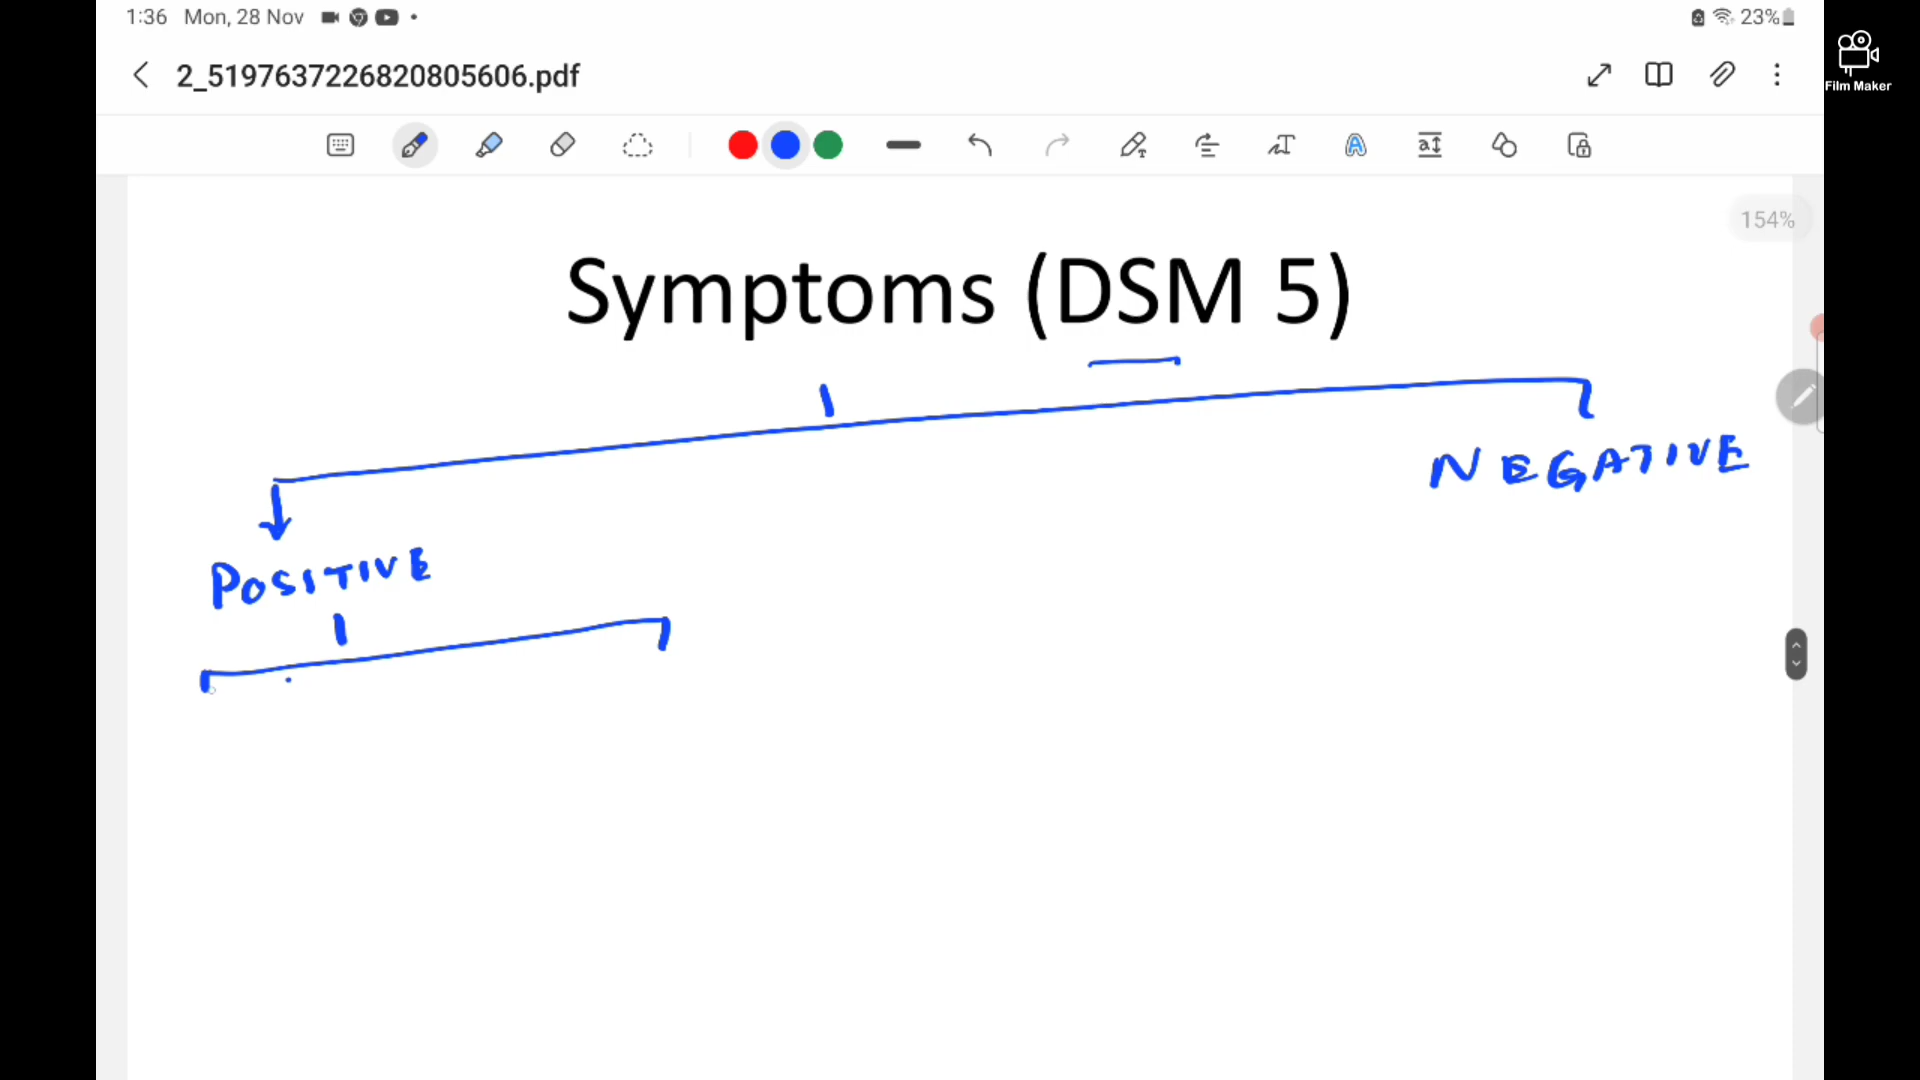 1:36 Mon, 28 Nov
23%
Film Maker
2_5197637226820805606.pdf
154%
Symptoms (DSM 5)
NEGATIVE
POSITIVE